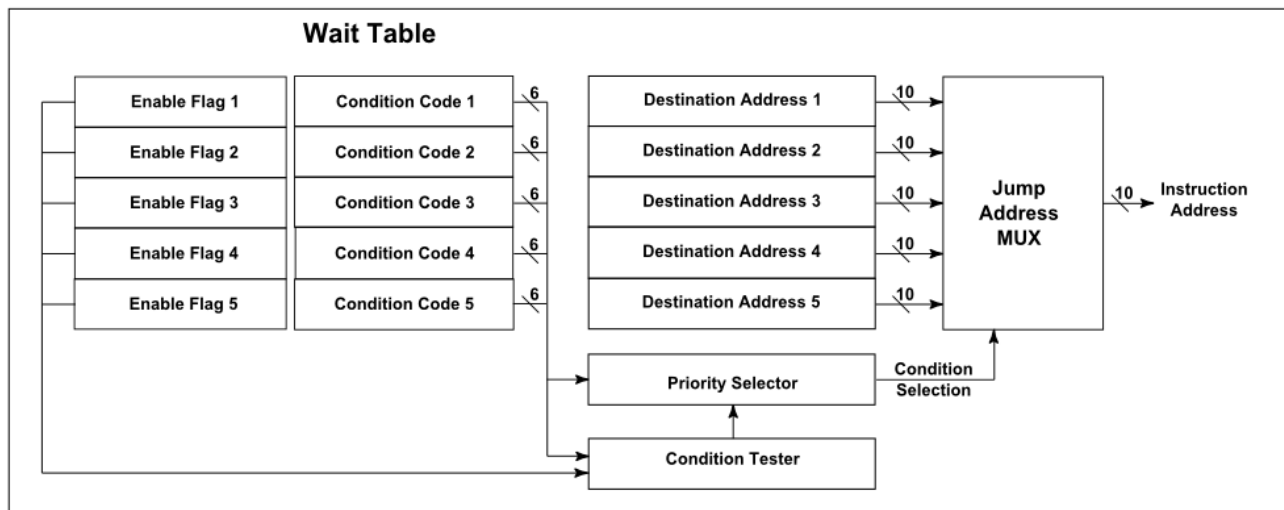 Wait Table
Enable Flag 1
Condition Code 1
6
Destination Address 1
10
Enable Flag 2
Condition Code 2
6
Destination Address 2
10
Enable Flag 3
Condition Code 3
6
Destination Address 3
10
Enable Flag 4
Condition Code 4
6
Destination Address 4
10
Enable Flag 5
Condition Code 5
6
Destination Address 5
10
Jump
Address
MUX
10
Instruction
Address
Priority Selector
Condition
Selection
Condition Tester